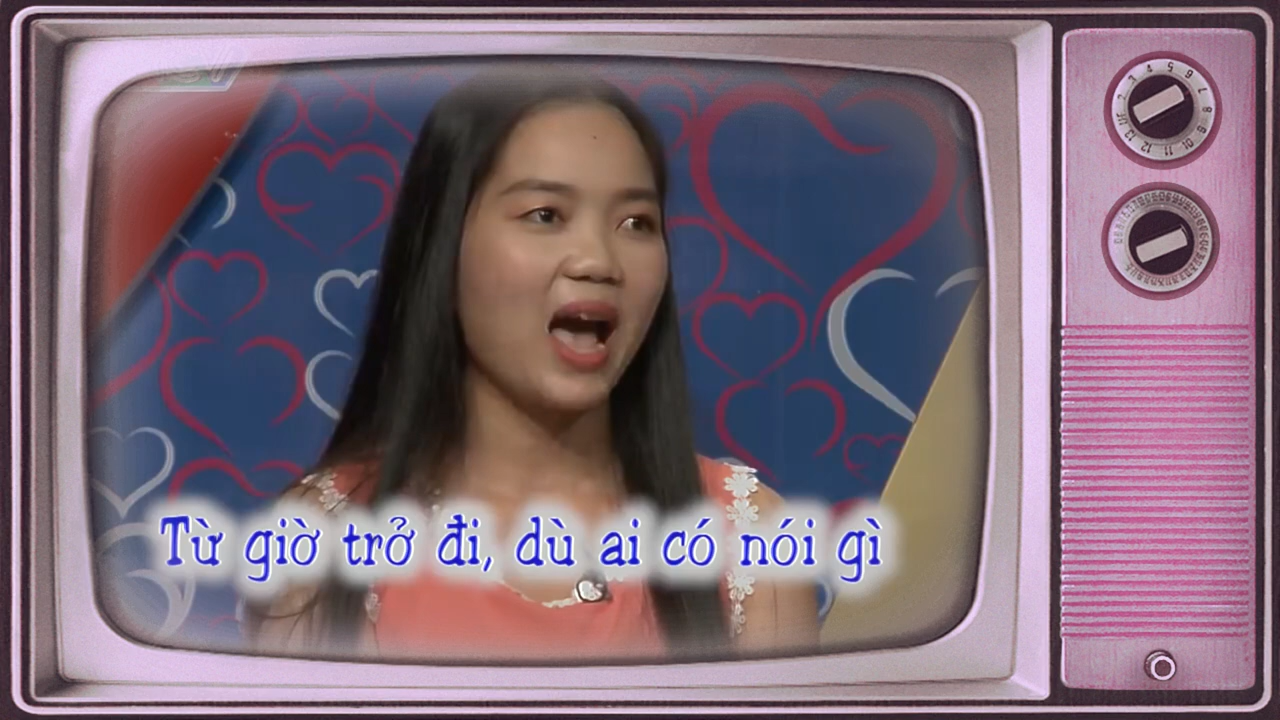 Từ giờ trở đi, dù ai có nói gì